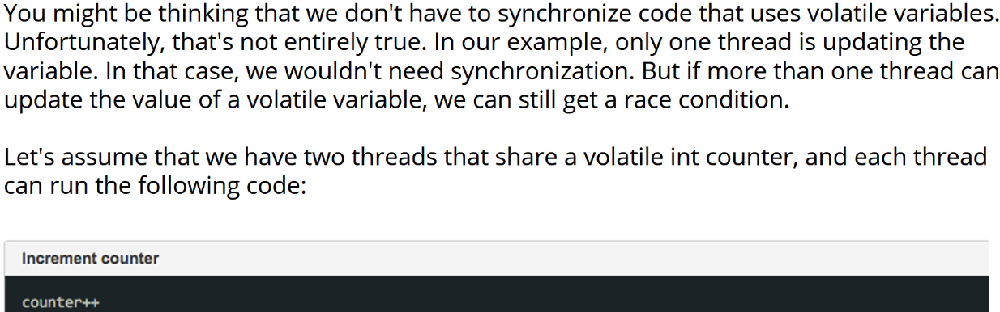 You might be thinking that we don't have to synchronize code that uses volatile variables.
Unfortunately, that's not entirely true. In our example, only one thread is updating the
variable. In that case, we wouldn't need synchronization. But if more than one thread can
update the value of a volatile variable, we can still get a race condition.
Let's assume that we have two threads that share a volatile int counter, and each thread
can run the following code:
Increment counter
counter++